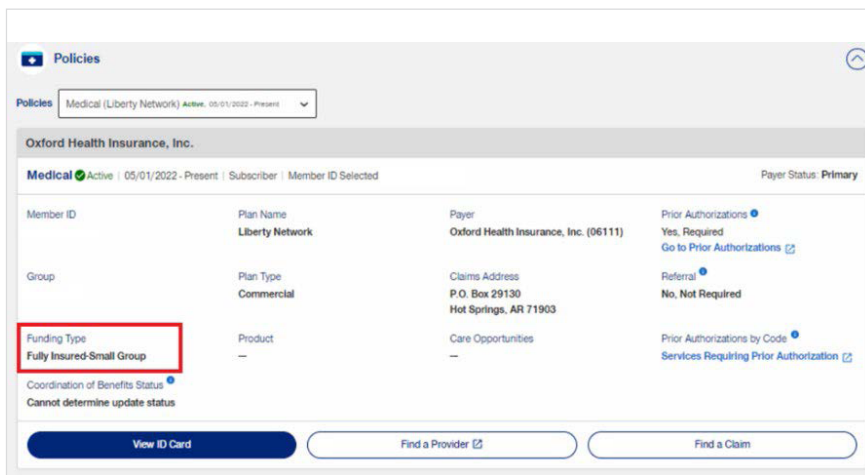 Policies
Policies Medical (Liberty Network) Active, 05/01/2022 - Present
Oxford Health Insurance, Inc.
Medical Active | 05/01/2022 - Present | Subscriber | Member ID Selected Payer Status: Primary
Member ID Plan Name Payer Prior Authorizations
Liberty Network Oxford Health Insurance, Inc. (06111) Yes, Required
Go to Prior Authorizations
Group Plan Type Claims Address Referral
Commercial P.O. Box 29130 No, Not Required
Hot Springs, AR 71903
Funding Type Product Care Opportunities Prior Authorizations by Code
Fully Insured-Small Group — — Services Requiring Prior Authorization
Coordination of Benefits Status
Cannot determine update status
View ID Card Find a Provider Find a Claim